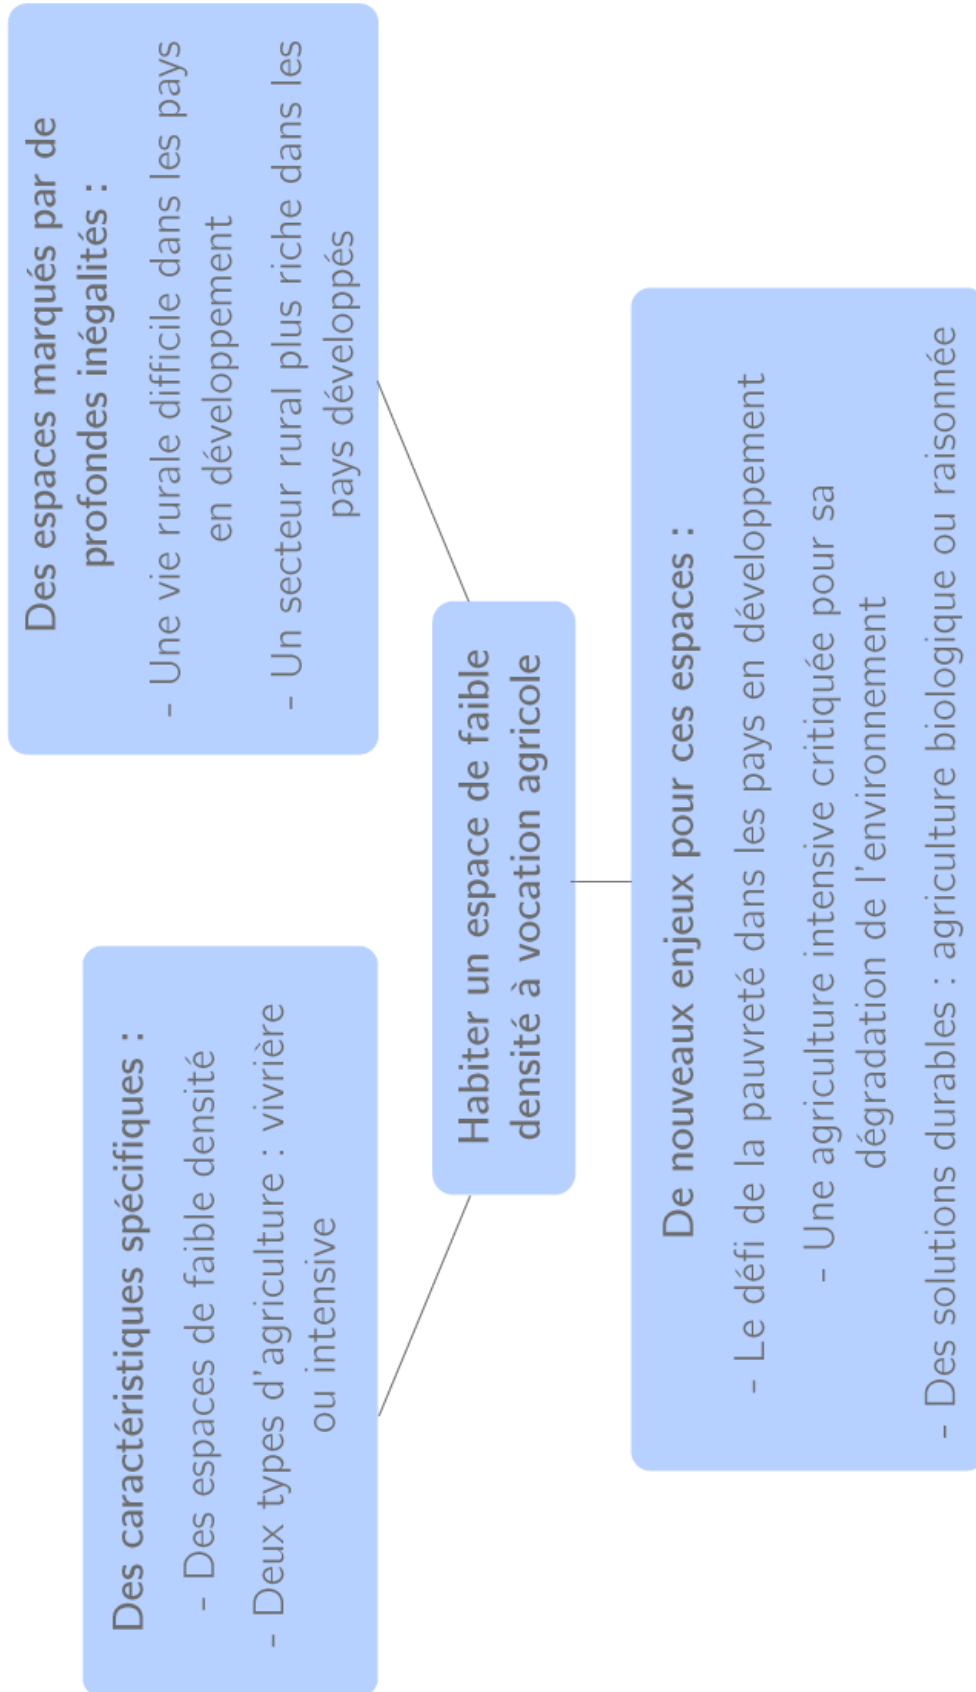 Des caractéristiques spécifiques :
- Des espaces de faible densité
- Deux types d'agriculture : vivrière
ou intensive
Des espaces marqués par de
profondes inégalités :
- Une vie rurale difficile dans les pays
en développement
- Un secteur rural plus riche dans les
pays développés
Habiter un espace de faible
densité à vocation agricole
De nouveaux enjeux pour ces espaces :
- Le défi de la pauvreté dans les pays en développement
- Une agriculture intensive critiquée pour sa
dégradation de l'environnement
- Des solutions durables : agriculture biologique ou raisonnée